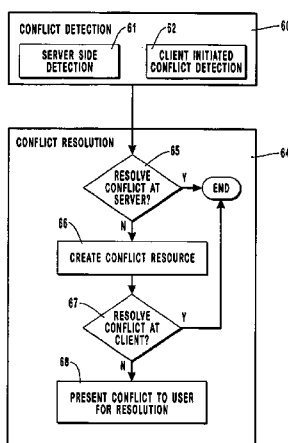 CONFLICT DETECTION
60
61
62
SERVER SIDE
DETECTION
CLIENT INITIATED
CONFLICT DETECTION
CONFLICT RESOLUTION
64
65
RESOLVE
CONFLICT AT
SERVER?
Y
END
N
66
CREATE CONFLICT RESOURCE
67
RESOLVE
CONFLICT AT
CLIENT?
Y
N
68
PRESENT CONFLICT TO USER
FOR RESOLUTION